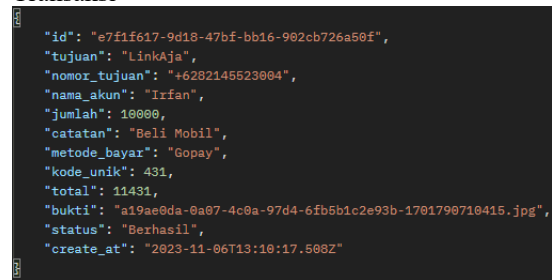 {
"id": "e7f1f617-9d18-47bf-bb16-902cb726a50f",
"tujuan": "LinkAja",
"nomor_tujuan": "+6282145523004",
"nama_akun": "Irfan",
"jumlah": 10000,
"catatan": "Beli Mobil",
"metode_bayar": "Gopay",
"kode_unik": 431,
"total": 11431,
"bukti": "a19ae0da-0a07-4c0a-97d4-6fb5b1c2e93b-1701790710415.jpg",
"status": "Berhasil",
"create_at": "2023-11-06T13:10:17.508Z"
}